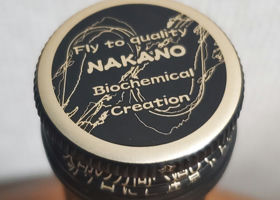 Fly to quality
NAKANO
Biochemical
Creation